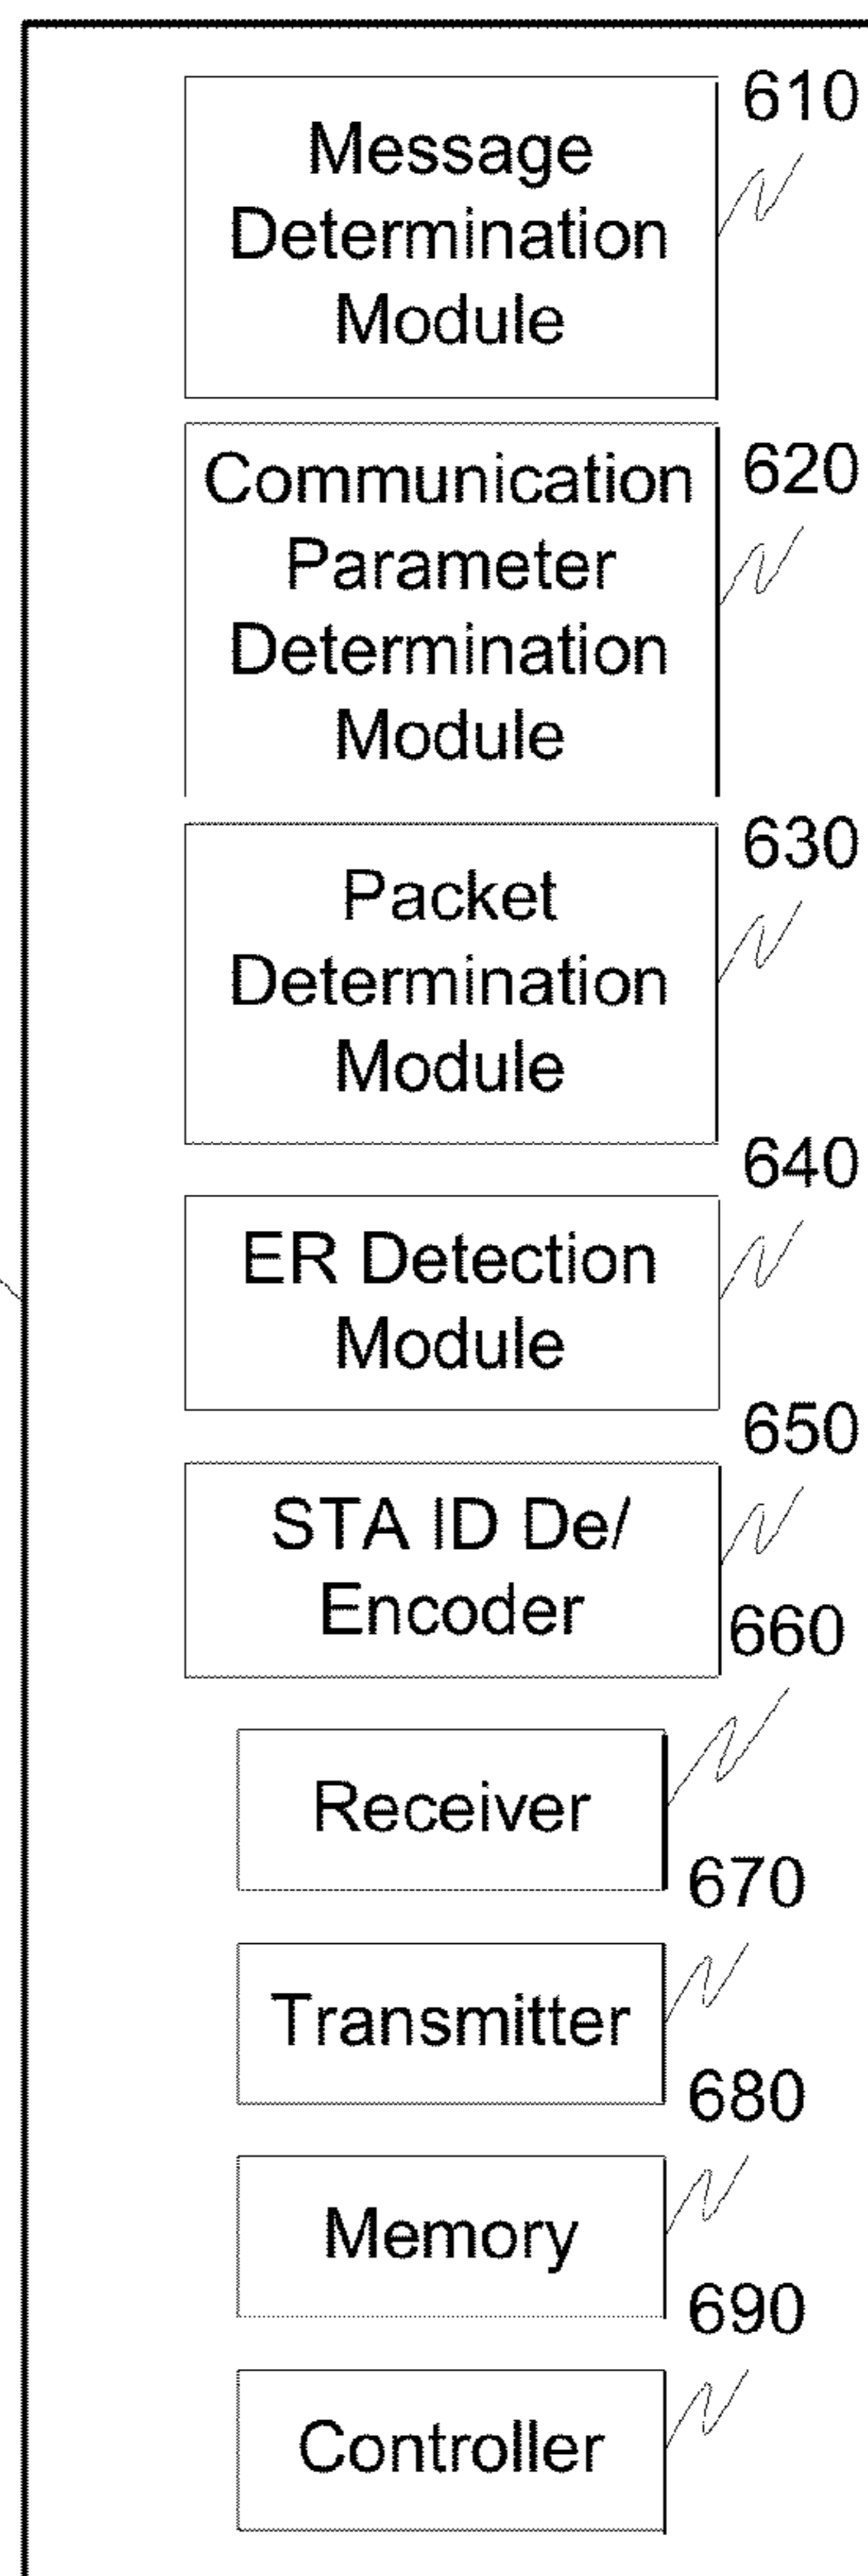 610
Message
Determination
Module
620
Communication
Parameter
Determination
Module
630
Packet
Determination
Module
640
ER Detection
Module
650
STA ID De/
Encoder
660
Receiver
670
Transmitter
680
Memory
690
Controller